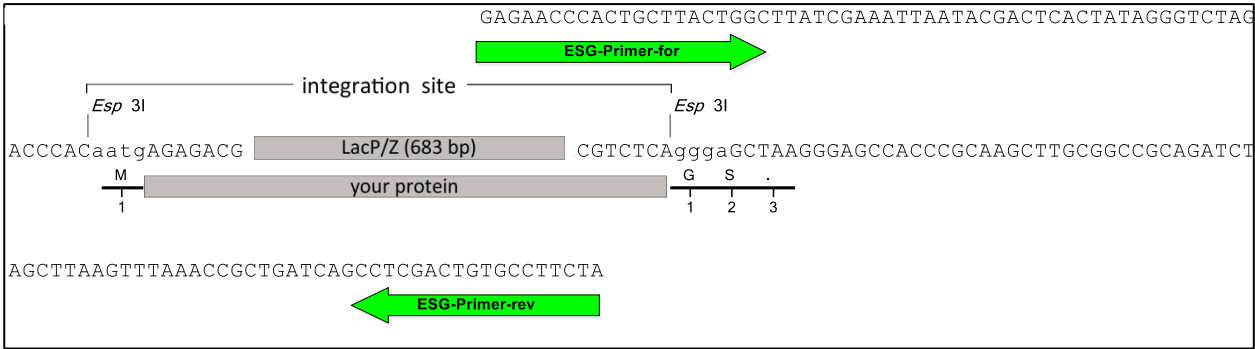 GAGAACCCACTGCTTACTGGCTTATCGAAATTAATACGACTCACTATAGGGTCTAG
ESG-Primer-for
integration site
Esp 3I Esp 3I
ACCCACaatgAGAGACG LacP/Z (683 bp) CGTCTCAgggaGCTAAGGGAGCCACCCGCAAGCTTGCGGCCGCAGATCT
M your protein G S .
1 1 2 3
AGCTTAAGTTTAAACCGCTGATCAGCCTCGACTGTGCCTTCTA
ESG-Primer-rev